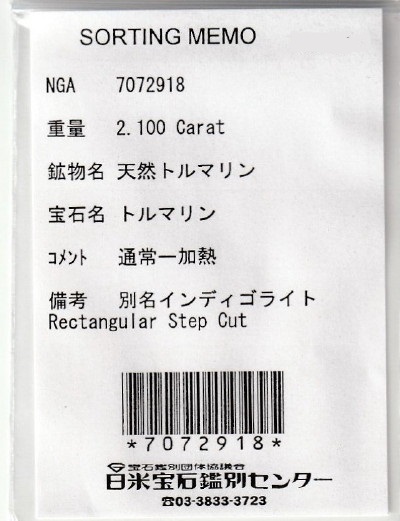 SORTING MEMO
NGA 7072918
重量 2.100 Carat
鉱物名 天然トルマリン
宝石名 トルマリン
コメント 通常一加熱
備考 別名インディゴライト
Rectangular Step Cut
*7072918*
宝石鑑別団体協議会
日米宝石鑑別センター
☎03-3833-3723